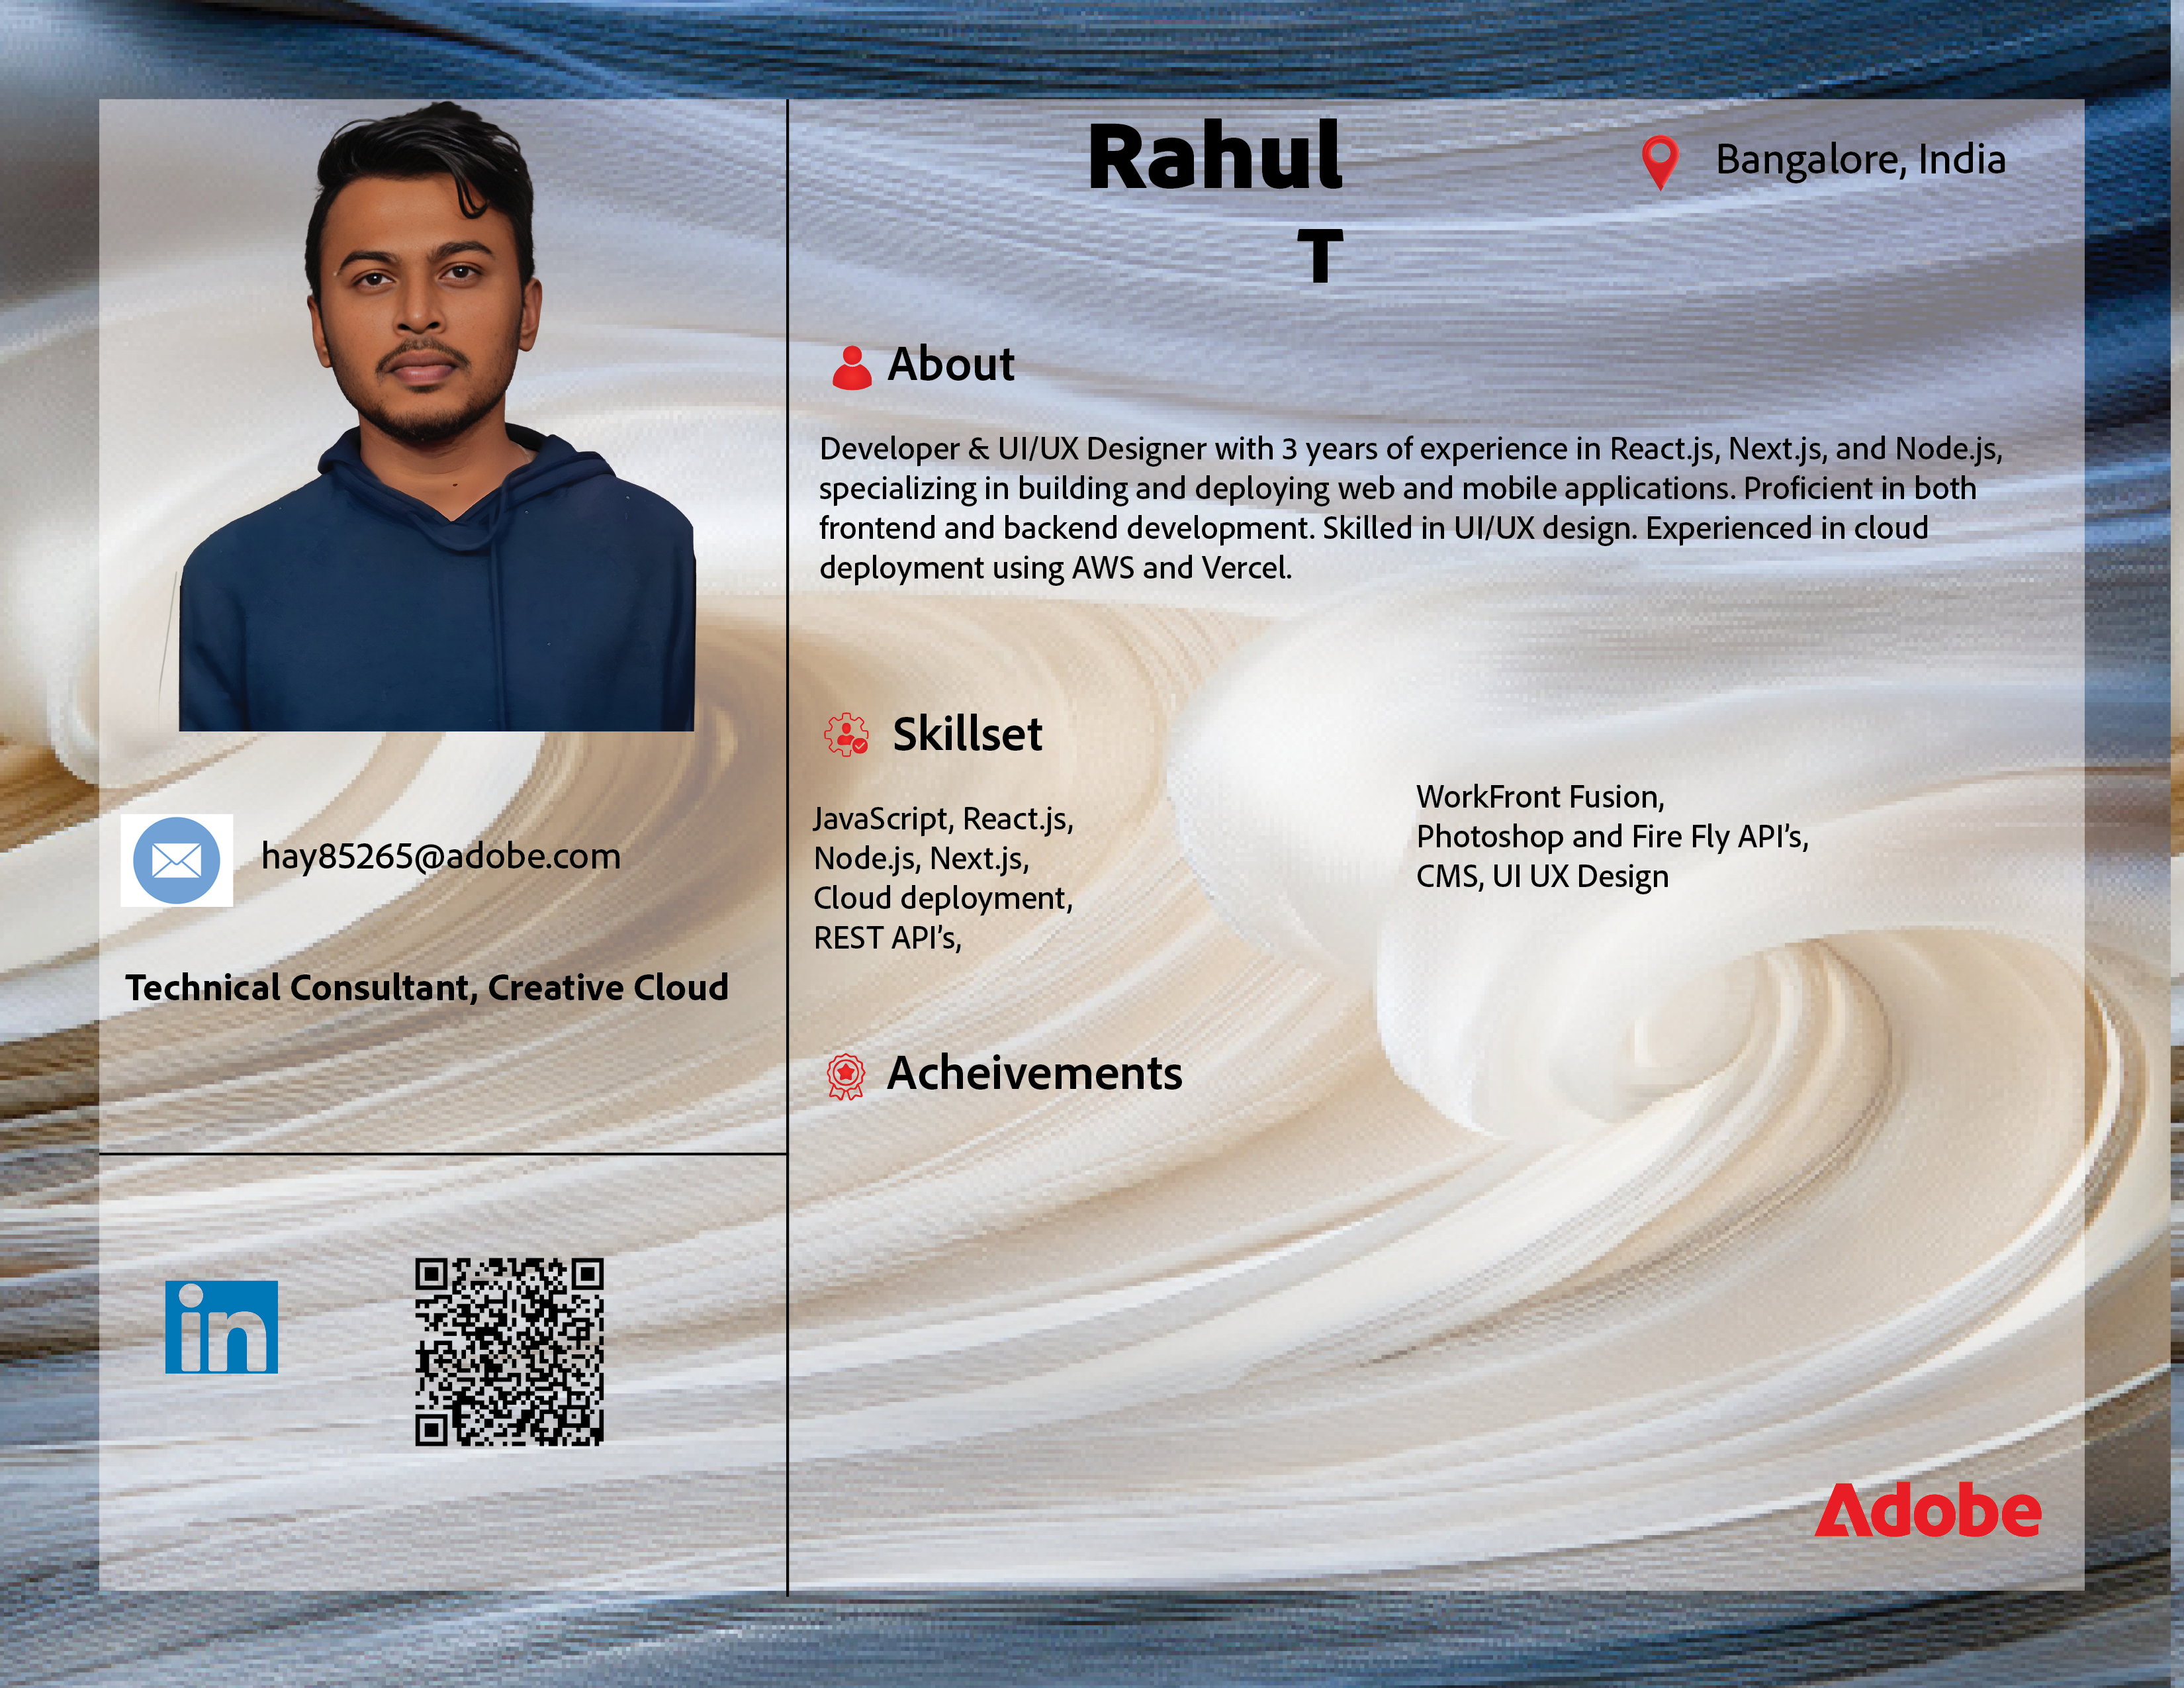 Rahul
T
Bangalore, India
About
Developer & UI/UX Designer with 3 years of experience in React.js, Next.js, and Node.js,
specializing in building and deploying web and mobile applications. Proficient in both
frontend and backend development. Skilled in UI/UX design. Experienced in cloud
deployment using AWS and Vercel.
Skillset
JavaScript, React.js,
Node.js, Next.js,
Cloud deployment,
REST API’s,
WorkFront Fusion,
Photoshop and Fire Fly API’s,
CMS, UI UX Design
hay85265@adobe.com
Technical Consultant, Creative Cloud
Acheivements
in
Adobe